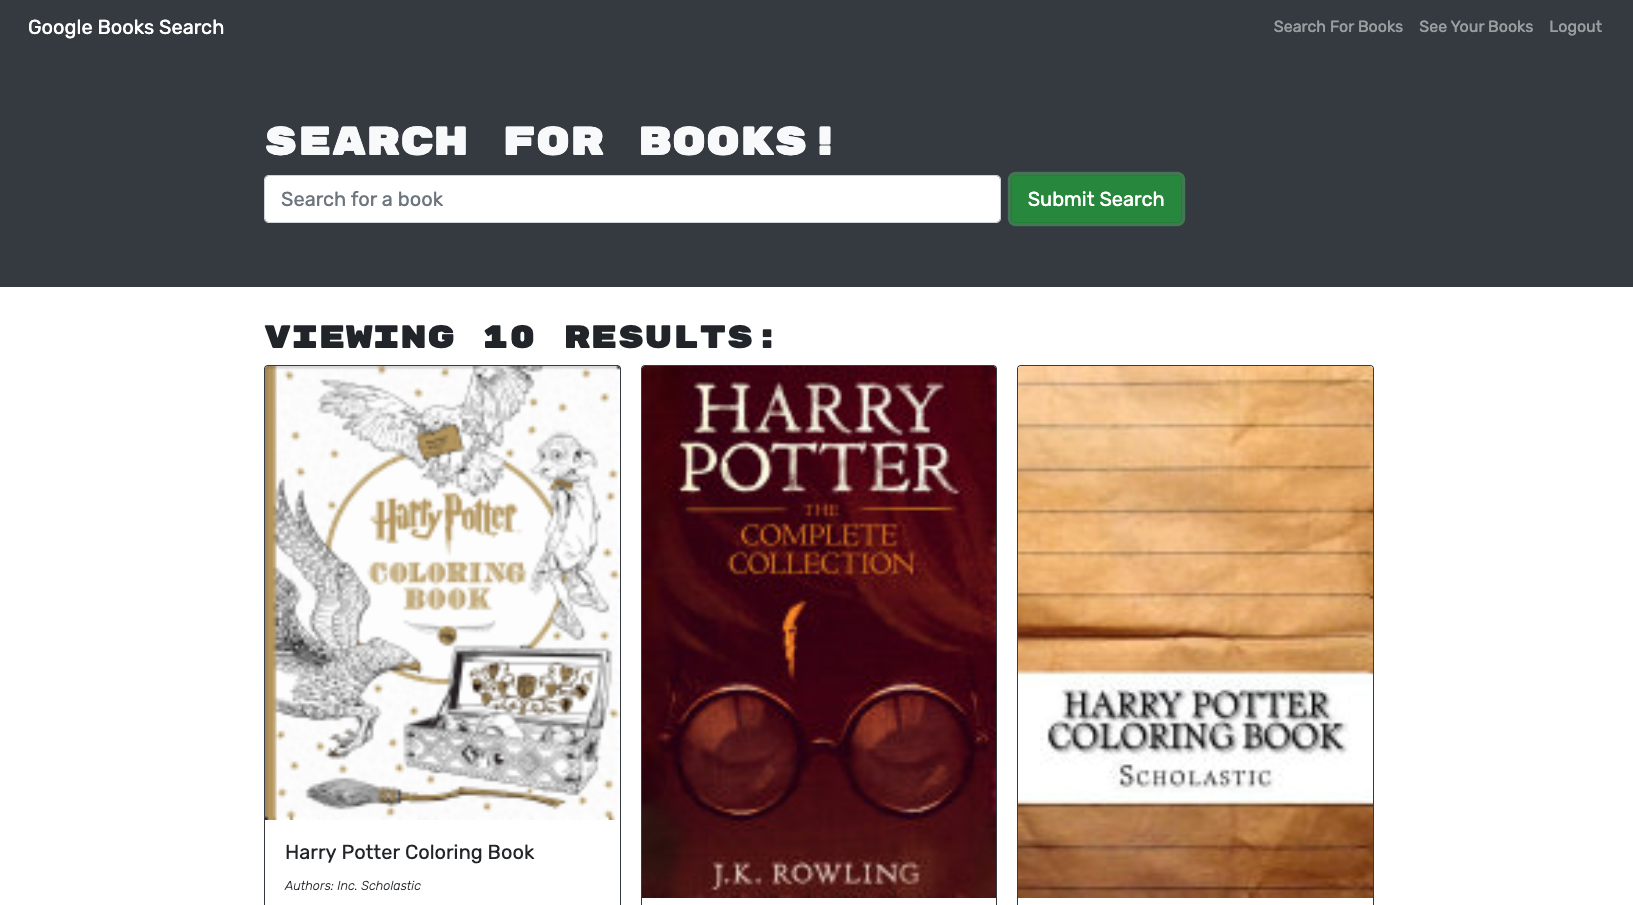 Google Books Search
Search For Books
See Your Books
Logout
SEARCH FOR BOOKS!
Search for a book
Submit Search
VIEWING 10 RESULTS:
Harry Potter
COLORING
BOOK
Harry Potter Coloring Book
Authors: Inc. Scholastic
HARRY
POTTER
THE
COMPLETE
COLLECTION
J.K. ROWLING
HARRY POTTER
COLORING BOOK
SCHOLASTIC